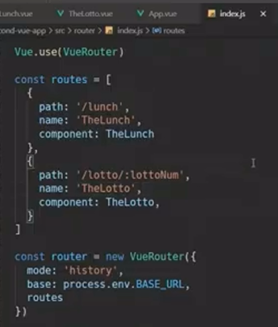 Lunch.vue TheLotto.vue App.vue index.js
cond-vue-app > src > router > index.js > routes
Vue.use(VueRouter)
const routes = [
{
path: '/lunch',
name: 'TheLunch',
component: TheLunch
},
{
path: '/lotto/:lottoNum',
name: 'TheLotto',
component: TheLotto,
}
]
const router = new VueRouter({
mode: 'history',
base: process.env.BASE_URL,
routes
})